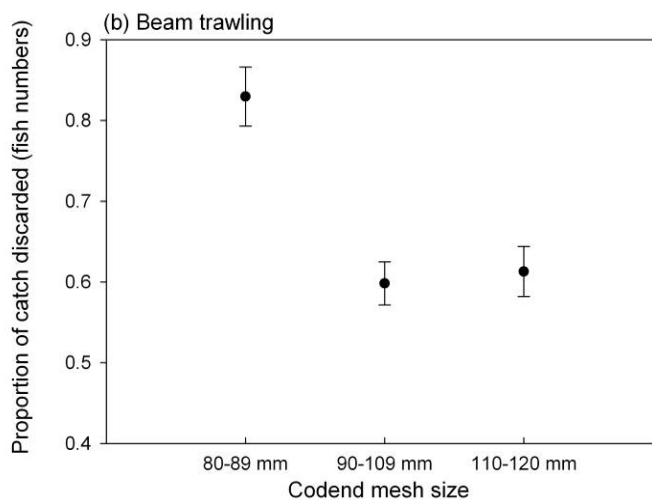 (b) Beam trawling
Proportion of catch discarded (fish numbers)
0.9
0.8
0.7
0.6
0.5
0.4
80-89 mm 90-109 mm 110-120 mm
Codend mesh size